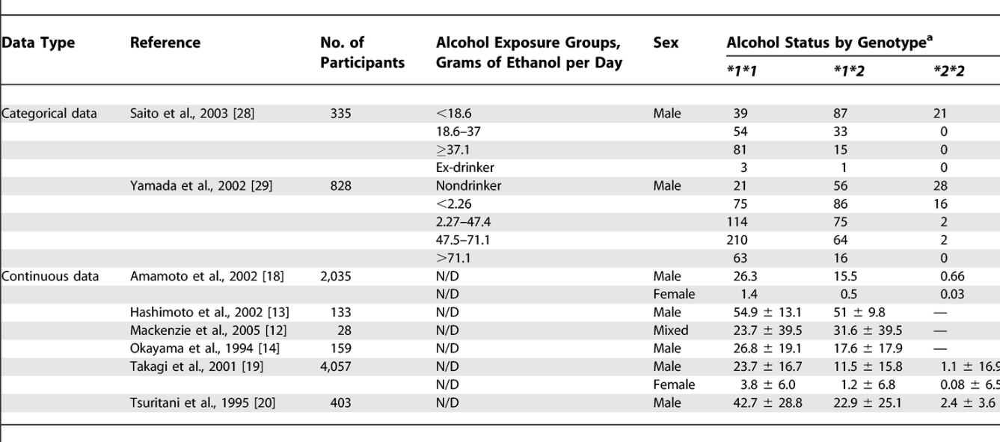 Data Type Reference No. of Participants Alcohol Exposure Groups, Grams of Ethanol per Day Sex Alcohol Status by Genotypeᵃ
*1*1 *1*2 *2*2
Categorical data Saito et al., 2003 [28] 335 <18.6 Male 39 87 21
18.6–37 54 33 0
≥37.1 81 15 0
Ex-drinker 3 1 0
Yamada et al., 2002 [29] 828 Nondrinker Male 21 56 28
<2.26 75 86 16
2.27–47.4 114 75 2
47.5–71.1 210 64 2
>71.1 63 16 0
Continuous data Amamoto et al., 2002 [18] 2,035 N/D Male 26.3 15.5 0.66
N/D Female 1.4 0.5 0.03
Hashimoto et al., 2002 [13] 133 N/D Male 54.9 ± 13.1 51 ± 9.8 —
Mackenzie et al., 2005 [12] 28 N/D Mixed 23.7 ± 39.5 31.6 ± 39.5 —
Okayama et al., 1994 [14] 159 N/D Male 26.8 ± 19.1 17.6 ± 17.9 —
Takagi et al., 2001 [19] 4,057 N/D Male 23.7 ± 16.7 11.5 ± 15.8 1.1 ± 16.9
N/D Female 3.8 ± 6.0 1.2 ± 6.8 0.08 ± 6.5
Tsuritani et al., 1995 [20] 403 N/D Male 42.7 ± 28.8 22.9 ± 25.1 2.4 ± 3.6